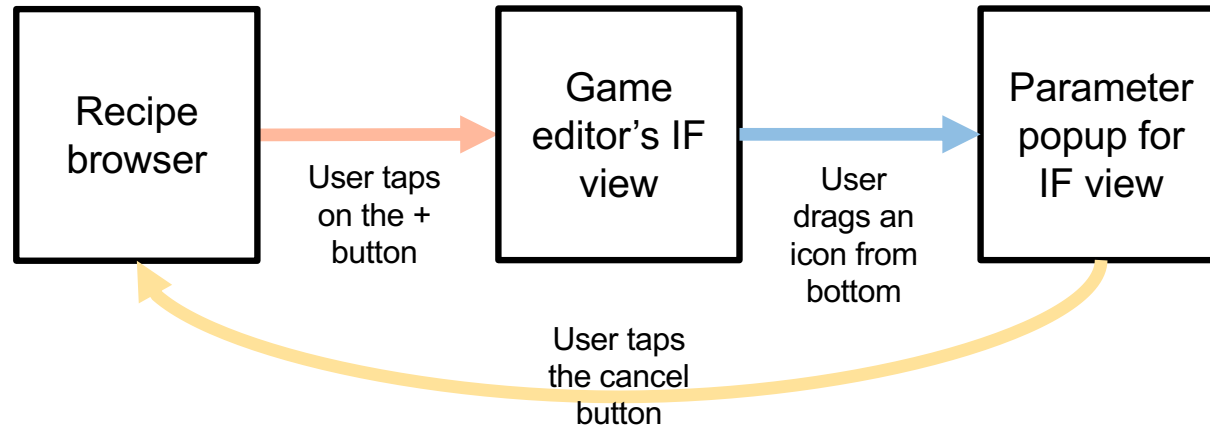 Recipe
browser
User taps
on the +
button
Game
editor’s IF
view
User
drags an
icon from
bottom
Parameter
popup for
IF view
User taps
the cancel
button